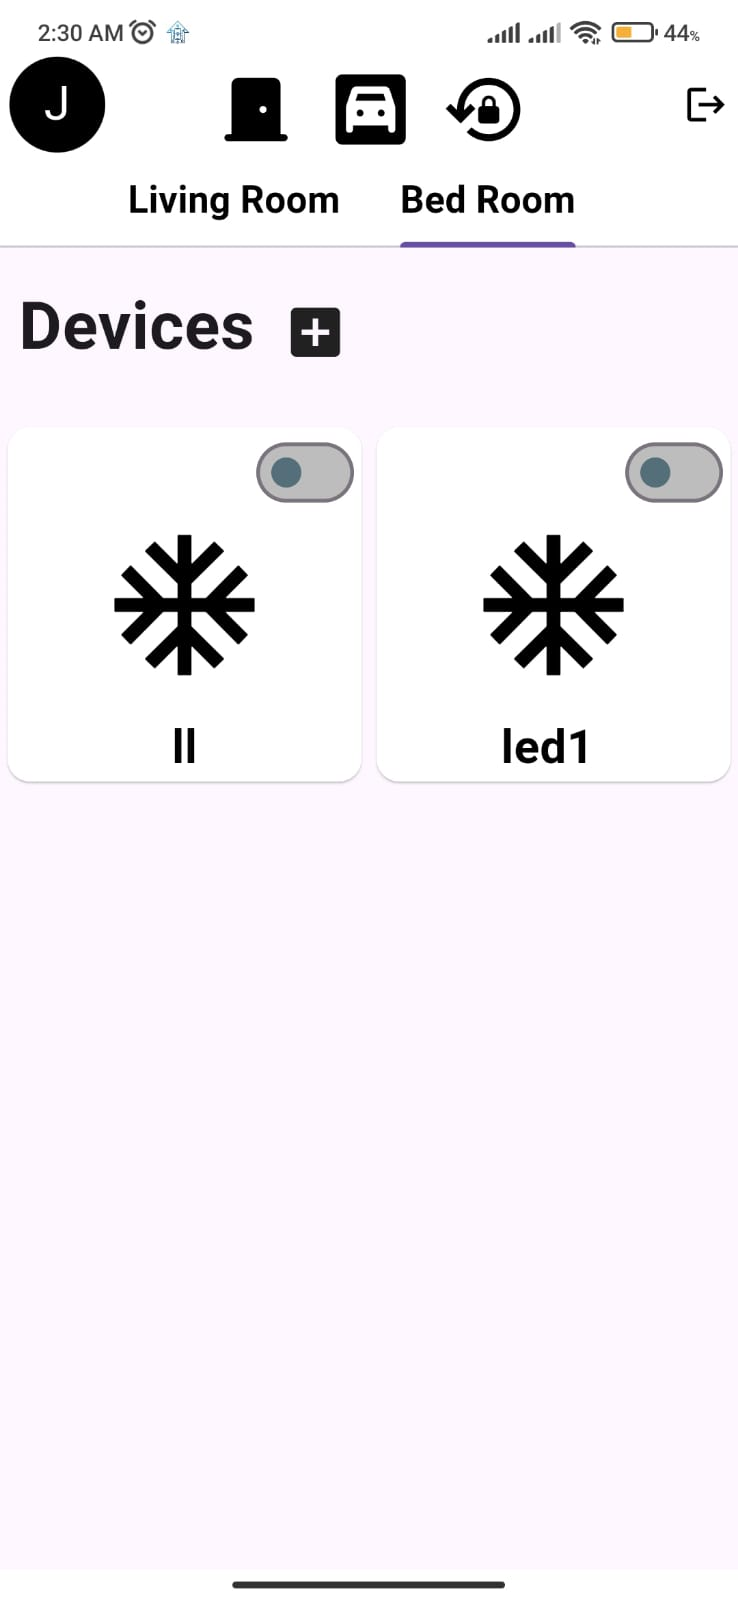 2:30 AM 44%
J
Living Room Bed Room
Devices
ll led1